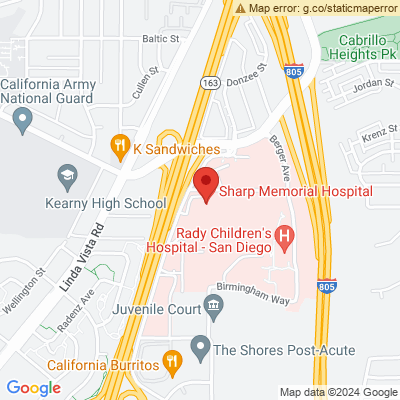 Map error: g.co/staticmaperror
Baltic St
Cabrillo
Heights Pk
805
163
Donzee St
Cullen St
Jordan St
California Army
National Guard
Krenz St
K Sandwiches
Berger Ave
Kearny High School
Sharp Memorial Hospital
Linda Vista Rd
Rady Children's
Hospital - San Diego
H
Wellington St
Radenz Ave
Birmingham Way
805
Juvenile Court
The Shores Post-Acute
California Burritos
Google
Map data ©2024 Google